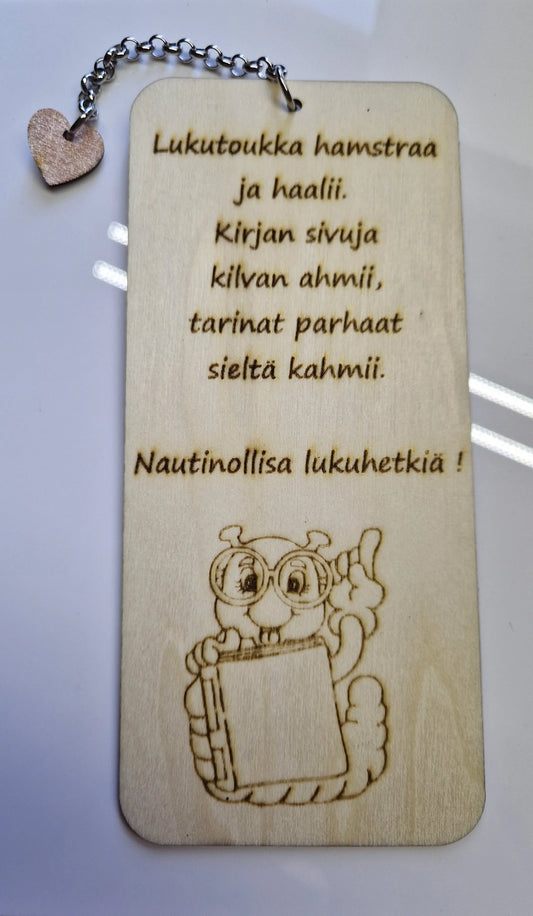 Lukutoukka hamstraa
ja haalii.
Kirjan sivuja
kilvan ahmii,
tarinat parhaat
sieltä kahmii.
Nautinollisa lukuhetkiä !